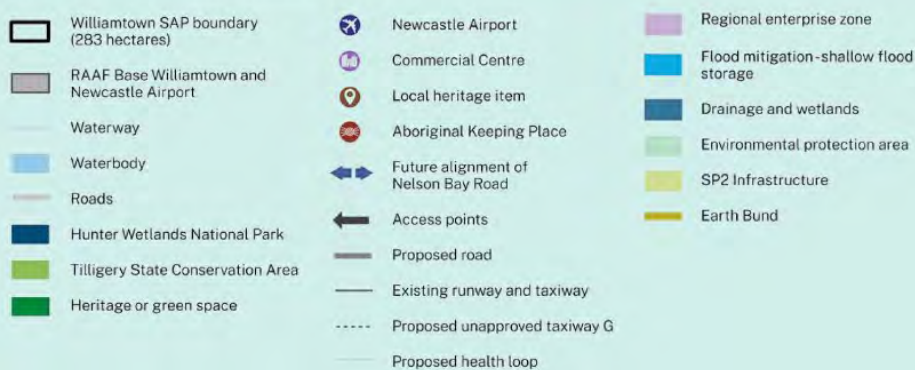 Williamtown SAP boundary
(283 hectares)
RAAF Base Williamtown and
Newcastle Airport
Waterway
Waterbody
Roads
Hunter Wetlands National Park
Tilligery State Conservation Area
Heritage or green space
Newcastle Airport
Commercial Centre
Local heritage item
Aboriginal Keeping Place
Future alignment of
Nelson Bay Road
Access points
Proposed road
Existing runway and taxiway
Proposed unapproved taxiway G
Proposed health loop
Regional enterprise zone
Flood mitigation - shallow flood
storage
Drainage and wetlands
Environmental protection area
SP2 Infrastructure
Earth Bund